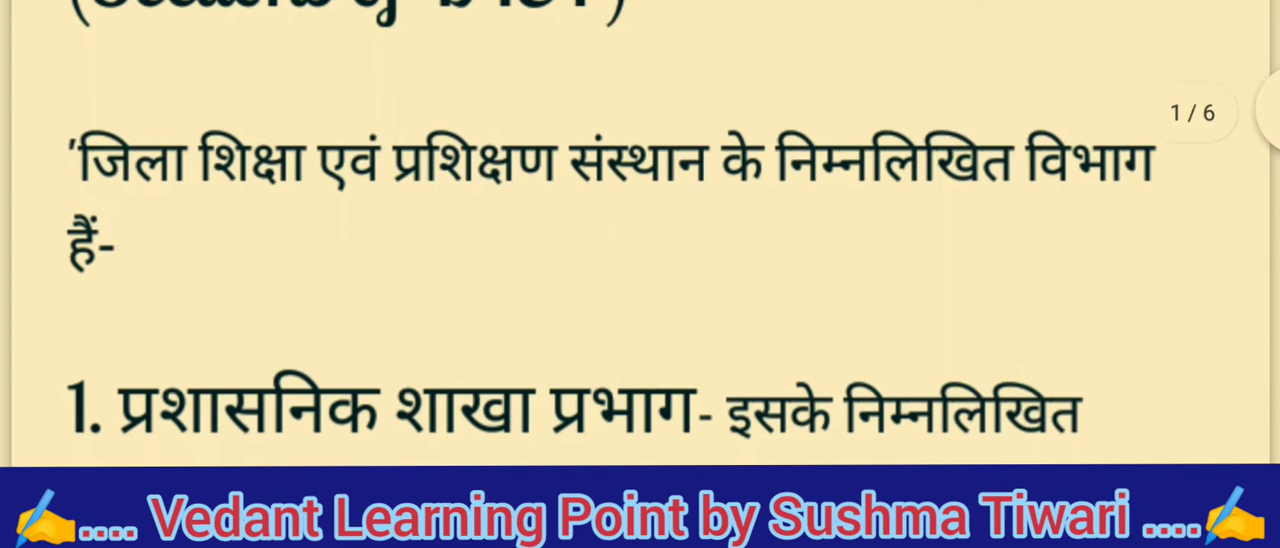 1 / 6
'जिला शिक्षा एवं प्रशिक्षण संस्थान के निम्नलिखित विभाग
हैं-
1. प्रशासनिक शाखा प्रभाग- इसके निम्नलिखित
✍️.... Vedant Learning Point by Sushma Tiwari ....✍️